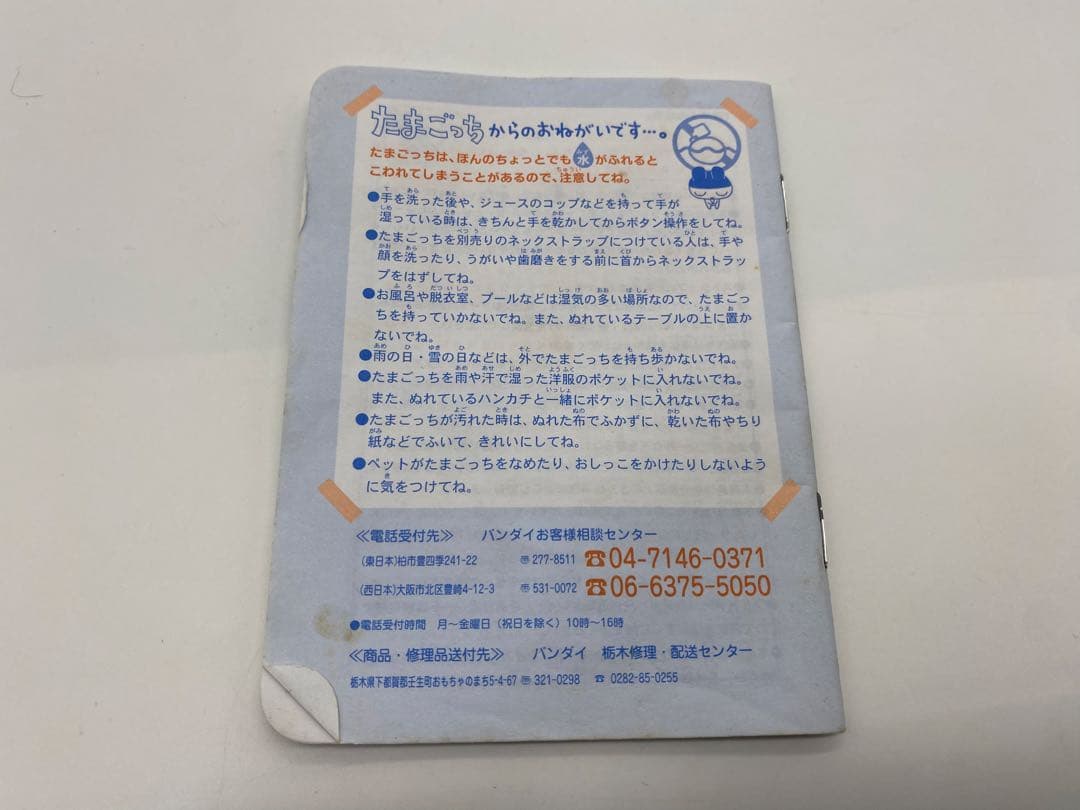 たまごっちからのおねがいです…。
たまごっちは、ほんのちょっとでも水がふれると
こわれてしまうことがあるので、注意してね。
●手を洗った後や、ジュースのコップなどを持って手が
湿っている時は、きちんと手を乾かしてからボタン操作をしてね。
●たまごっちを別売りのネックストラップにつけている人は、手や
顔を洗ったり、うがいや歯磨きをする前に首からネックストラッ
プをはずしてね。
●お風呂や脱衣室、プールなどは湿気の多い場所なので、たまごっ
ちを持っていかないでね。また、ぬれているテーブルの上に置か
ないでね。
●雨の日・雪の日などは、外でたまごっちを持ち歩かないでね。
●たまごっちを雨や汗で湿った洋服のポケットに入れないでね。
また、ぬれているハンカチと一緒にポケットに入れないでね。
●たまごっちが汚れた時は、ぬれた布でふかずに、乾いた布やちり
紙などでふいて、きれいにしてね。
●ペットがたまごっちをなめたり、おしっこをかけたりしないよう
に気をつけてね。
≪電話受付先≫ バンダイお客様相談センター
(東日本)柏市豊四季241-22 〠277-8511 ☎04-7146-0371
(西日本)大阪市北区豊崎4-12-3 〠531-0072 ☎06-6375-5050
●電話受付時間 月〜金曜日(祝日を除く)10時〜16時
≪商品・修理品送付先≫ バンダイ 栃木修理・配送センター
栃木県下都賀郡壬生町おもちゃのまち5-4-67 〠321-0298 ☎ 0282-85-0255